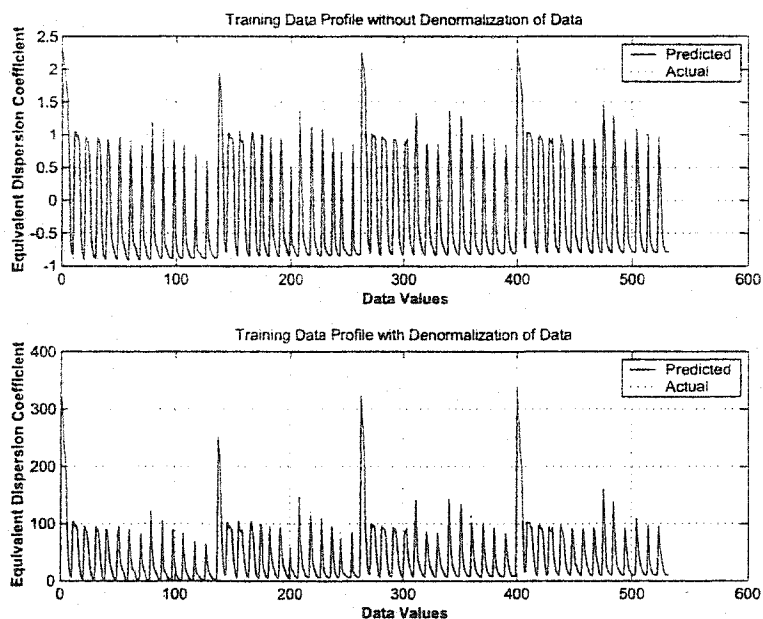 Training Data Profile without Denormalization of Data
Equivalent Dispersion Coefficient
2.5
2
1.5
1
0.5
0
-0.5
-1
Predicted
Actual
0 100 200 300 400 500 600
Data Values
Training Data Profile with Denormalization of Data
Equivalent Dispersion Coefficient
400
300
200
100
0
Predicted
Actual
0 100 200 300 400 500 600
Data Values